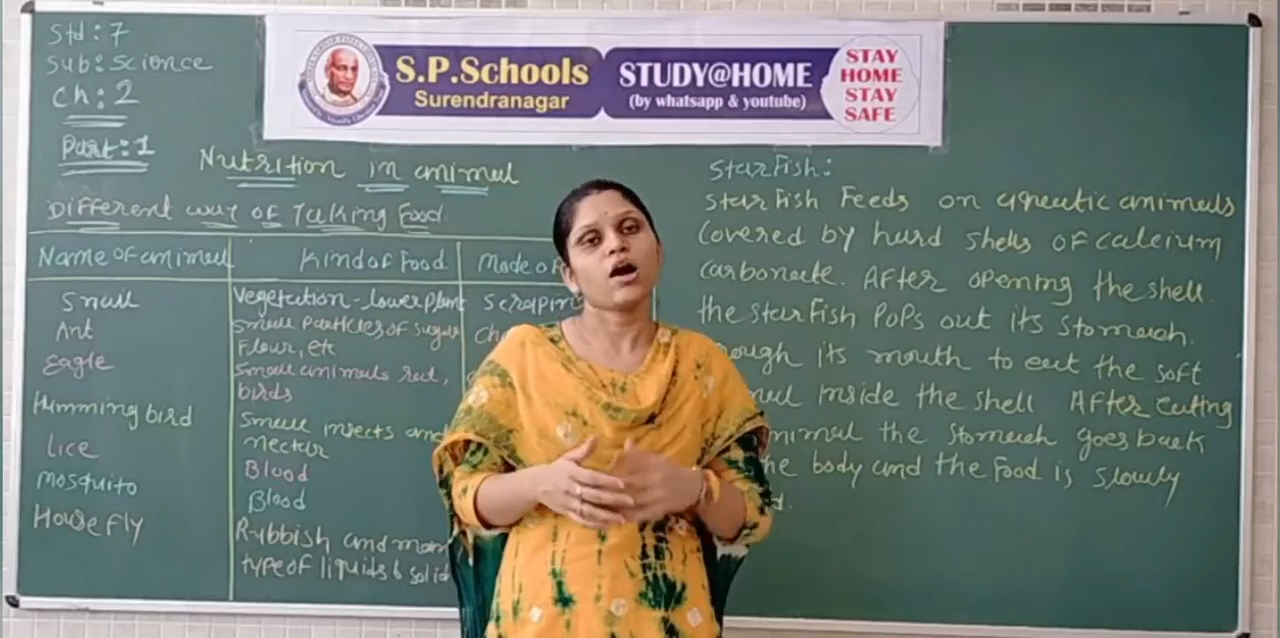 Std: 7
Sub: Science
Ch: 2
Part: 1
S.P.Schools
Surendranagar
STUDY@HOME
(by whatsapp & youtube)
STAY
HOME
STAY
SAFE
Nutrition in animal
Different way of Taking Food.
Name of animal
Kind of Food
Mode of
Snail
Vegetation - lower plant
Scraping
Ant
Small Particles of sugar
Flour, etc
Eagle
Small animals rat,
birds
Humming bird
Small insects and
nectar
Lice
Blood
Mosquito
Blood
House Fly
Rubbish and many
type of liquids & solid
StarFish:
Star Fish Feeds on aquatic animals
Covered by hard shells of calcium
carbonate. After opening the shell.
the starFish Pops out its stomach.
its mouth to eat the soft
inside the shell. After eating
the stomach goes back
body and the Food is slowly